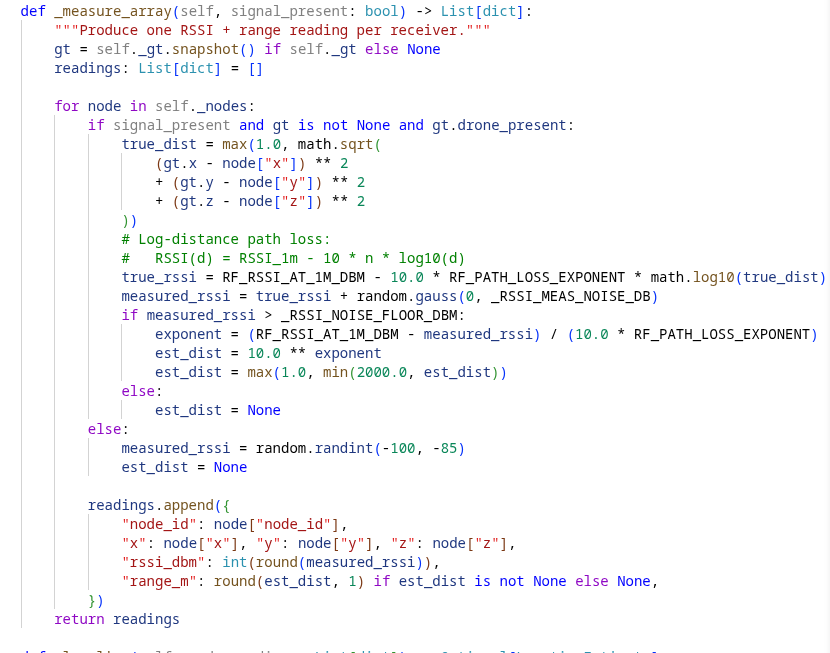 def _measure_array(self, signal_present: bool) -> List[dict]:
    """Produce one RSSI + range reading per receiver."""
    gt = self._gt.snapshot() if self._gt else None
    readings: List[dict] = []

    for node in self._nodes:
        if signal_present and gt is not None and gt.drone_present:
            true_dist = max(1.0, math.sqrt(
                (gt.x - node["x"]) ** 2
                + (gt.y - node["y"]) ** 2
                + (gt.z - node["z"]) ** 2
            ))
            # Log-distance path loss:
            #   RSSI(d) = RSSI_1m - 10 * n * log10(d)
            true_rssi = RF_RSSI_AT_1M_DBM - 10.0 * RF_PATH_LOSS_EXPONENT * math.log10(true_dist)
            measured_rssi = true_rssi + random.gauss(0, _RSSI_MEAS_NOISE_DB)
            if measured_rssi > _RSSI_NOISE_FLOOR_DBM:
                exponent = (RF_RSSI_AT_1M_DBM - measured_rssi) / (10.0 * RF_PATH_LOSS_EXPONENT)
                est_dist = 10.0 ** exponent
                est_dist = max(1.0, min(2000.0, est_dist))
            else:
                est_dist = None
        else:
            measured_rssi = random.randint(-100, -85)
            est_dist = None

        readings.append({
            "node_id": node["node_id"],
            "x": node["x"], "y": node["y"], "z": node["z"],
            "rssi_dbm": int(round(measured_rssi)),
            "range_m": round(est_dist, 1) if est_dist is not None else None,
        })
    return readings